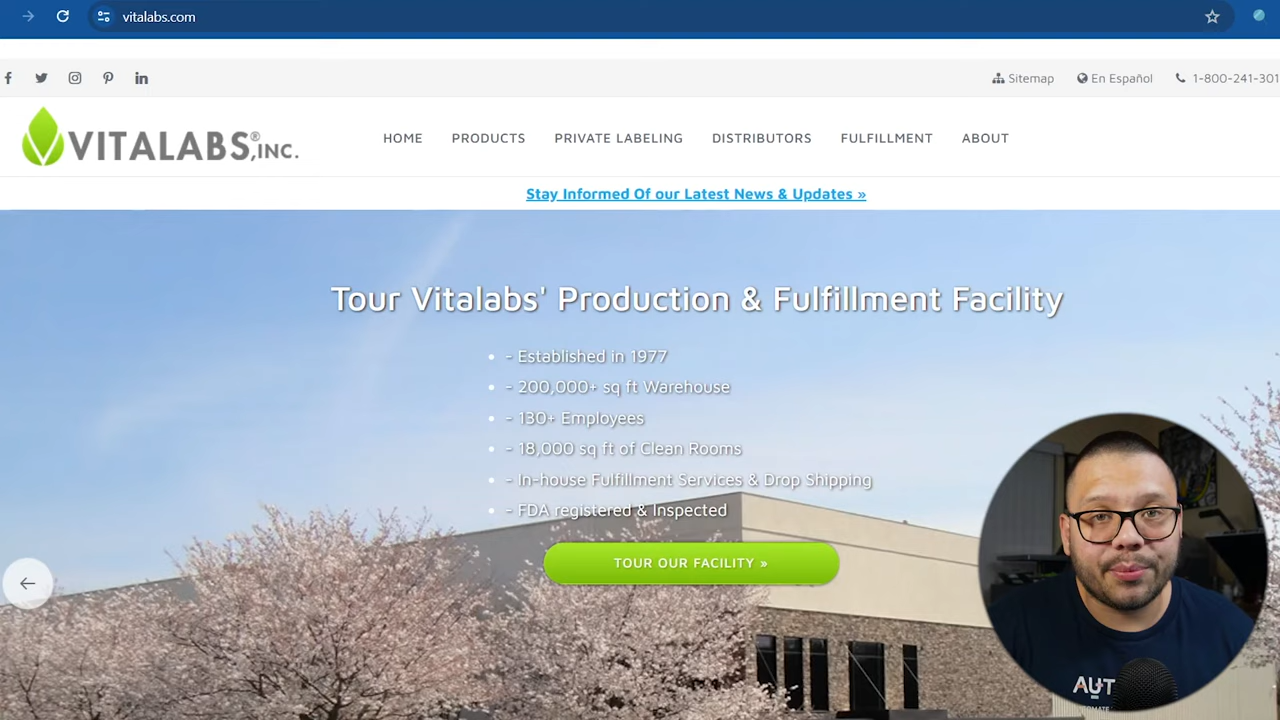 vitalabs.com
Sitemap En Español 1-800-241-301
VITALABS®, INC.
HOME PRODUCTS PRIVATE LABELING DISTRIBUTORS FULFILLMENT ABOUT
Stay Informed Of our Latest News & Updates »
Tour Vitalabs' Production & Fulfillment Facility
- Established in 1977
- 200,000+ sq ft Warehouse
- 130+ Employees
- 18,000 sq ft of Clean Rooms
- In-house Fulfillment Services & Drop Shipping
- FDA registered & Inspected
TOUR OUR FACILITY »
AUT